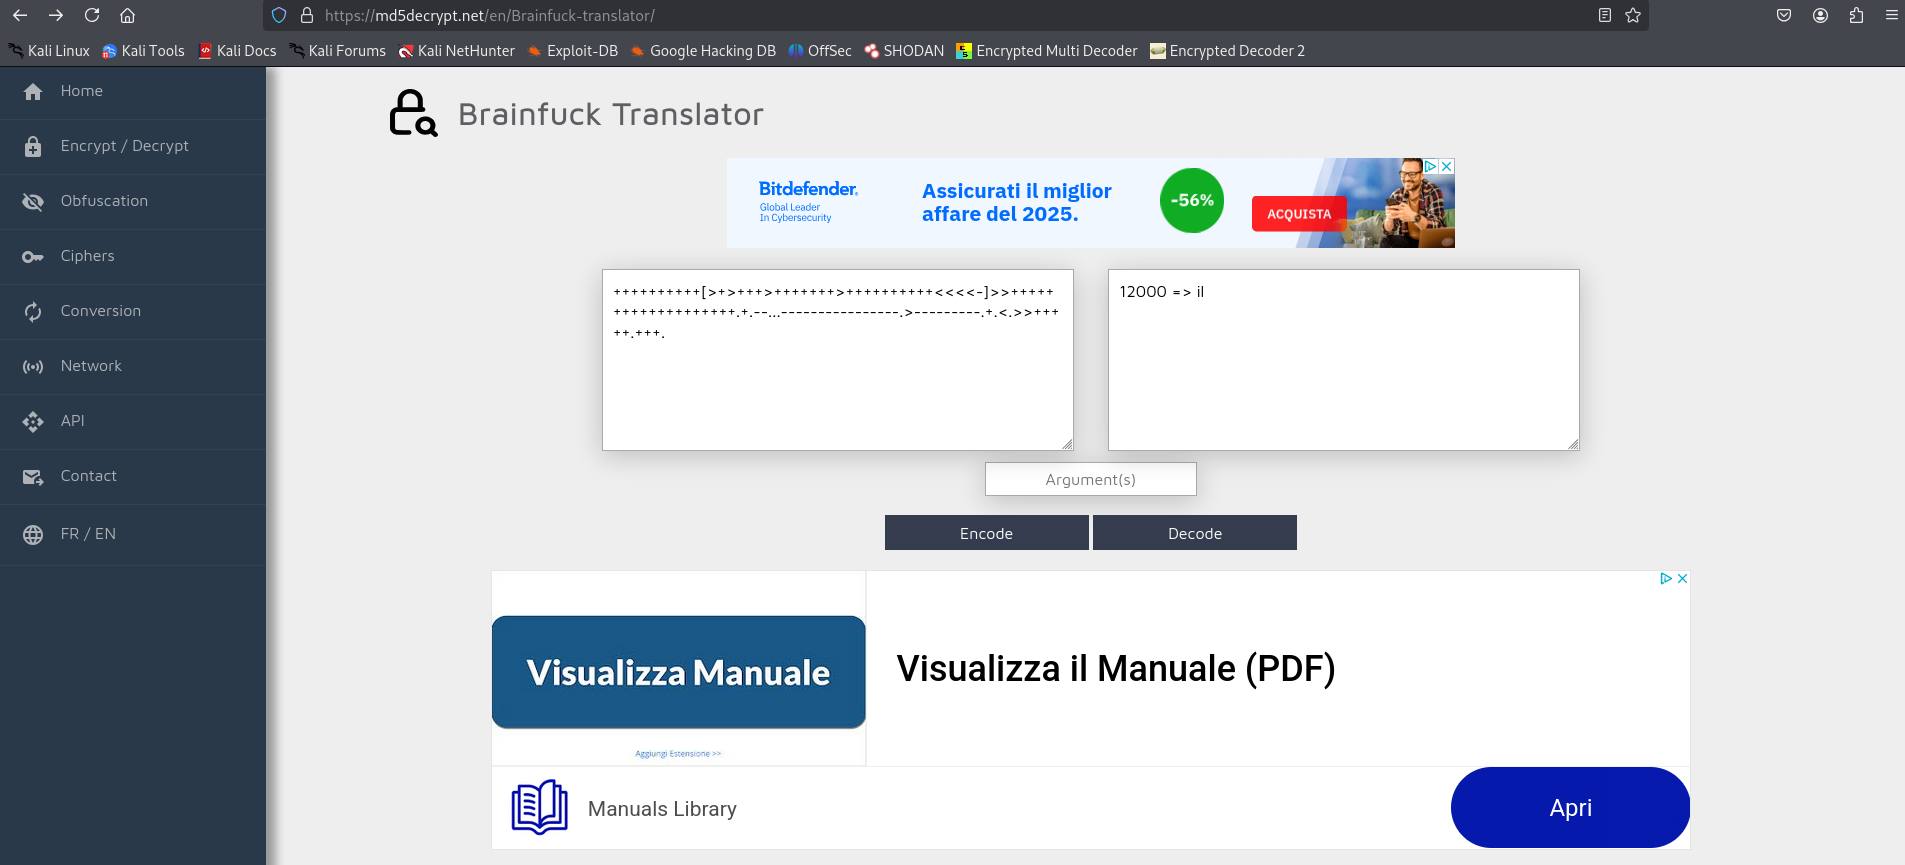 https://md5decrypt.net/en/Brainfuck-translator/
Kali Linux Kali Tools Kali Docs Kali Forums Kali NetHunter Exploit-DB Google Hacking DB OffSec SHODAN Encrypted Multi Decoder Encrypted Decoder 2
Home
Encrypt / Decrypt
Obfuscation
Ciphers
Conversion
Network
API
Contact
FR / EN
Brainfuck Translator
Bitdefender.
Global Leader
In Cybersecurity
Assicurati il miglior
affare del 2025.
-56%
ACQUISTA
++++++++++[>+>+++>+++++++>++++++++++<<<<-]>>+++++
++++++++++++++.+.--...----------------.>---------.+.<.>>+++
++.+++.
12000 => il
Argument(s)
Encode
Decode
Visualizza Manuale
Aggiungi Estensione >>
Visualizza il Manuale (PDF)
Manuals Library
Apri